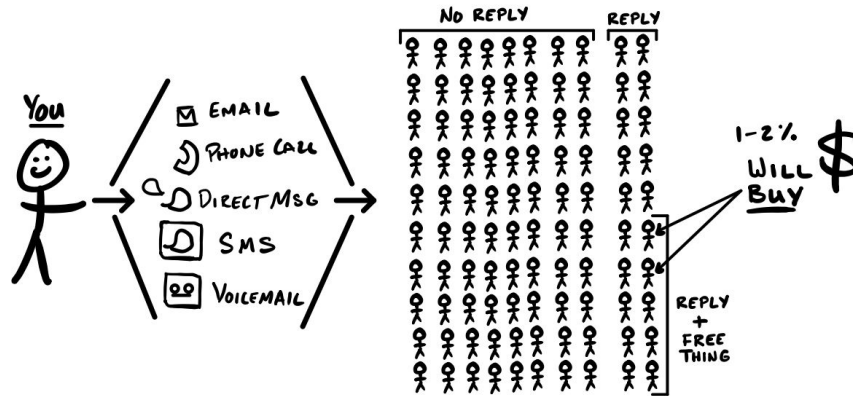 YOU
EMAIL
PHONE CALL
DIRECT MSG
SMS
VOICEMAIL
NO REPLY
REPLY
1-2%
WILL
BUY
$
REPLY
+
FREE
THING